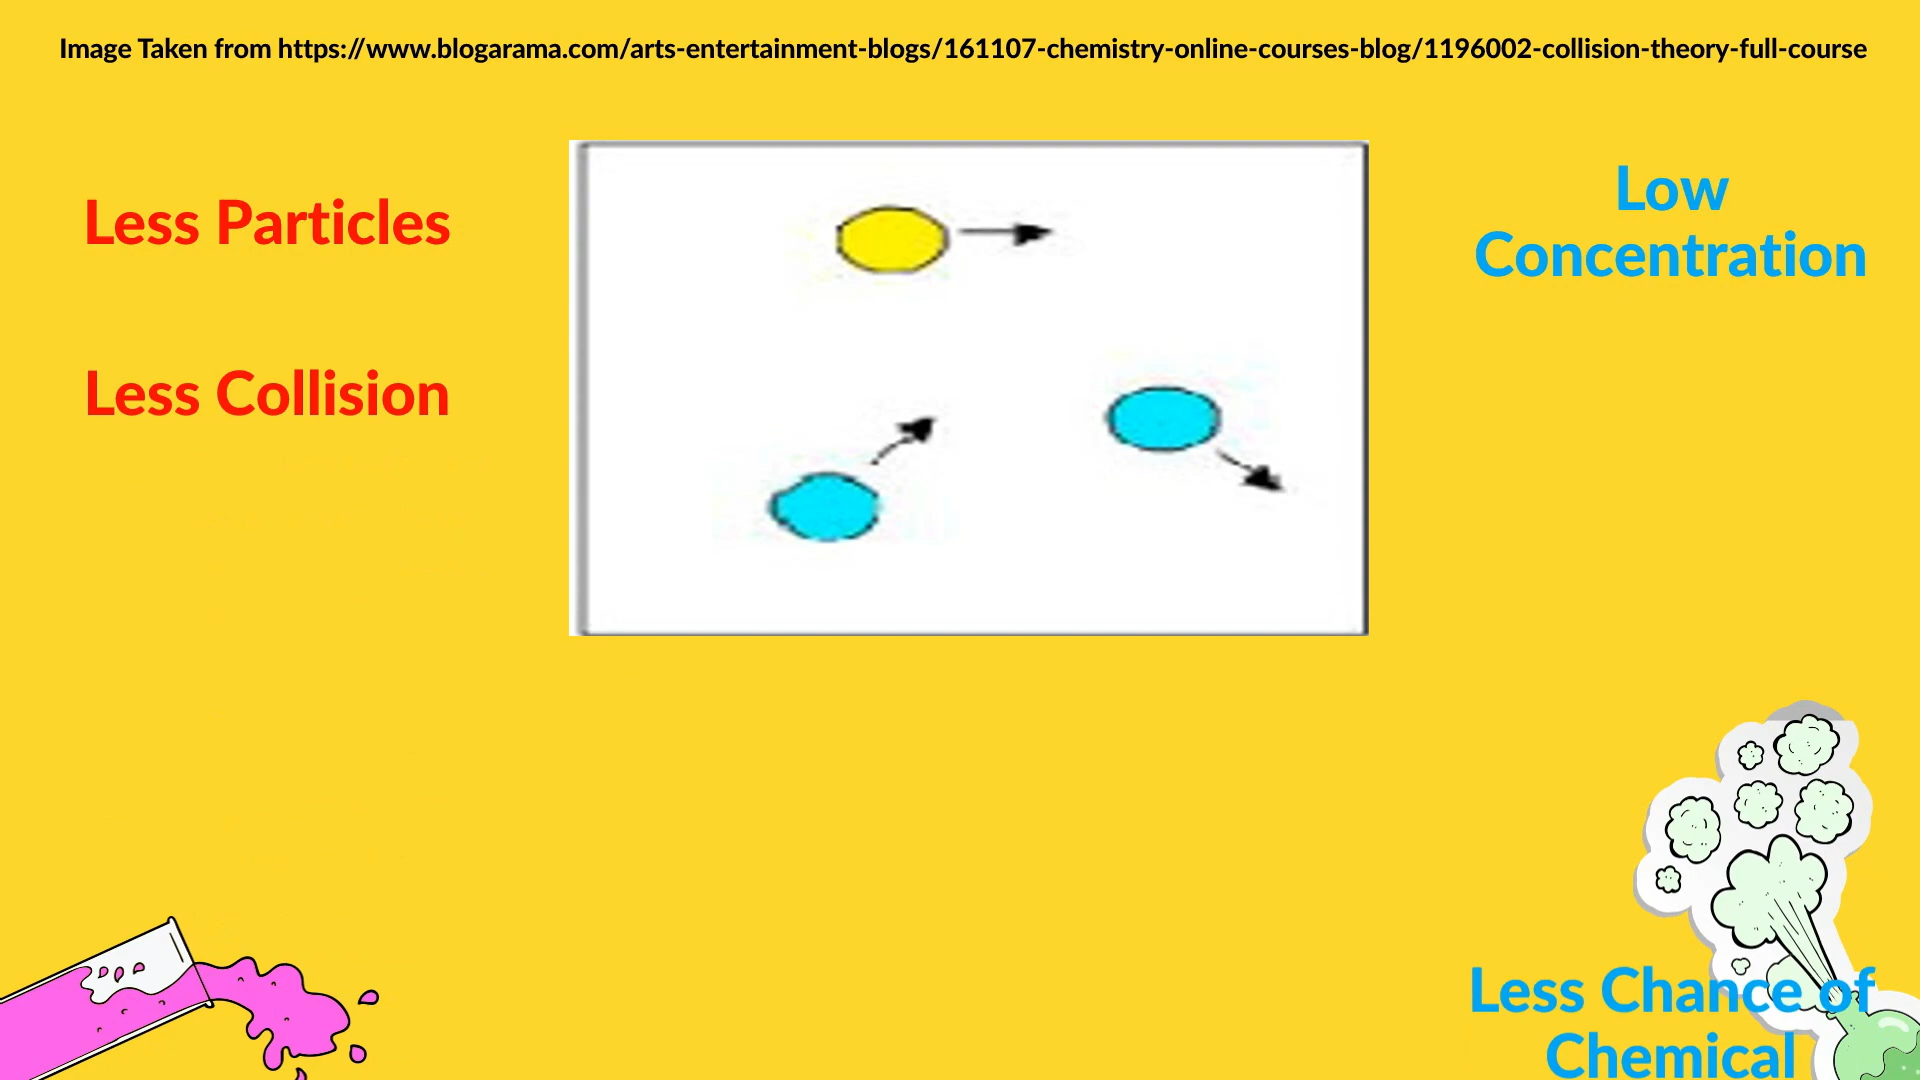 Image Taken from https://www.blogarama.com/arts-entertainment-blogs/161107-chemistry-online-courses-blog/1196002-collision-theory-full-course
Less Particles
Less Collision
Low
Concentration
Less Chance of
Chemical